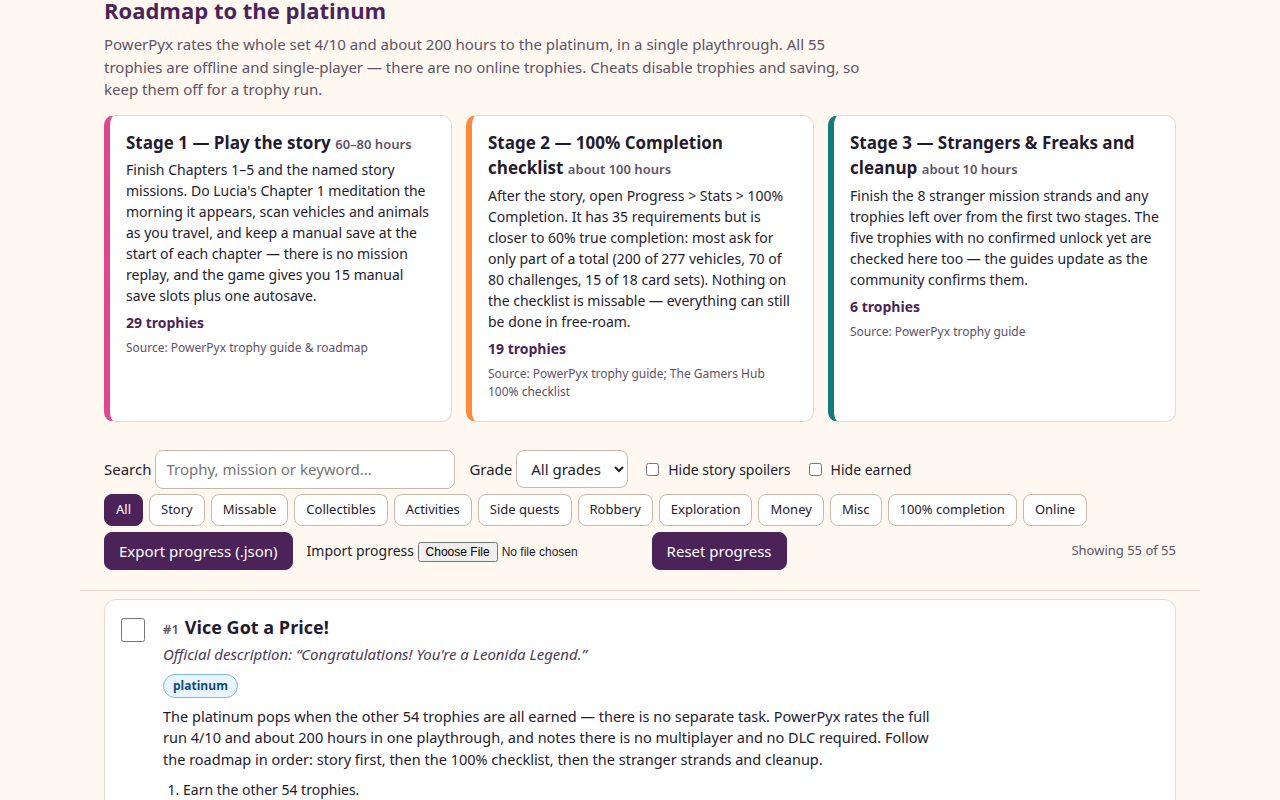 Roadmap to the platinum
PowerPyx rates the whole set 4/10 and about 200 hours to the platinum, in a single playthrough. All 55
trophies are offline and single-player — there are no online trophies. Cheats disable trophies and saving, so
keep them off for a trophy run.
Stage 1 — Play the story 60–80 hours
Finish Chapters 1–5 and the named story
missions. Do Lucia's Chapter 1 meditation the
morning it appears, scan vehicles and animals
as you travel, and keep a manual save at the
start of each chapter — there is no mission
replay, and the game gives you 15 manual
save slots plus one autosave.
29 trophies
Source: PowerPyx trophy guide & roadmap
Stage 2 — 100% Completion
checklist about 100 hours
After the story, open Progress > Stats > 100%
Completion. It has 35 requirements but is
closer to 60% true completion: most ask for
only part of a total (200 of 277 vehicles, 70 of
80 challenges, 15 of 18 card sets). Nothing on
the checklist is missable — everything can still
be done in free-roam.
19 trophies
Source: PowerPyx trophy guide; The Gamers Hub
100% checklist
Stage 3 — Strangers & Freaks and
cleanup about 10 hours
Finish the 8 stranger mission strands and any
trophies left over from the first two stages. The
five trophies with no confirmed unlock yet are
checked here too — the guides update as the
community confirms them.
6 trophies
Source: PowerPyx trophy guide
Search Trophy, mission or keyword... Grade All grades Hide story spoilers Hide earned
All Story Missable Collectibles Activities Side quests Robbery Exploration Money Misc 100% completion Online
Export progress (.json) Import progress Choose File No file chosen Reset progress Showing 55 of 55
#1 Vice Got a Price!
Official description: “Congratulations! You're a Leonida Legend.”
platinum
The platinum pops when the other 54 trophies are all earned — there is no separate task. PowerPyx rates the full
run 4/10 and about 200 hours in one playthrough, and notes there is no multiplayer and no DLC required. Follow
the roadmap in order: story first, then the 100% checklist, then the stranger strands and cleanup.
1. Earn the other 54 trophies.